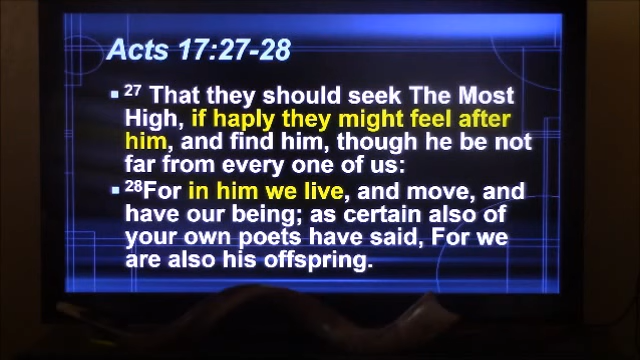 Acts 17:27-28
▪ 27 That they should seek The Most
High, if haply they might feel after
him, and find him, though he be not
far from every one of us:
▪ 28For in him we live, and move, and
have our being; as certain also of
your own poets have said, For we
are also his offspring.